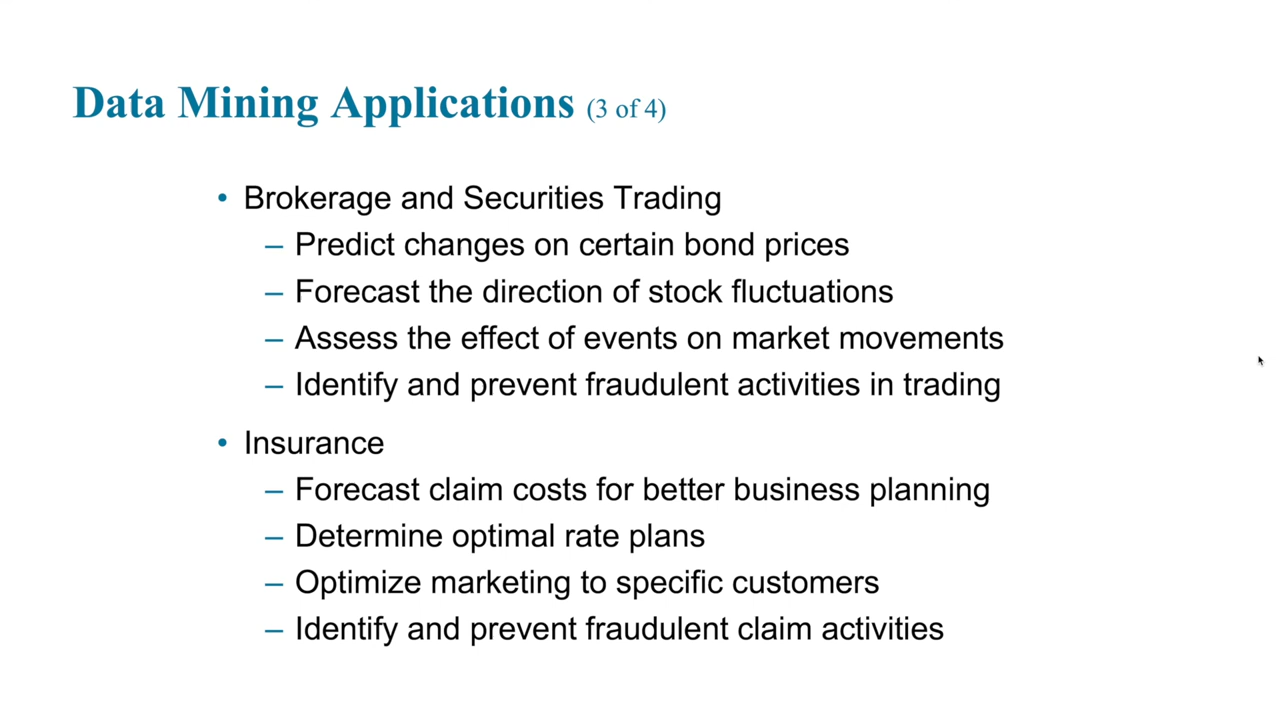 Data Mining Applications (3 of 4)
• Brokerage and Securities Trading
– Predict changes on certain bond prices
– Forecast the direction of stock fluctuations
– Assess the effect of events on market movements
– Identify and prevent fraudulent activities in trading
• Insurance
– Forecast claim costs for better business planning
– Determine optimal rate plans
– Optimize marketing to specific customers
– Identify and prevent fraudulent claim activities